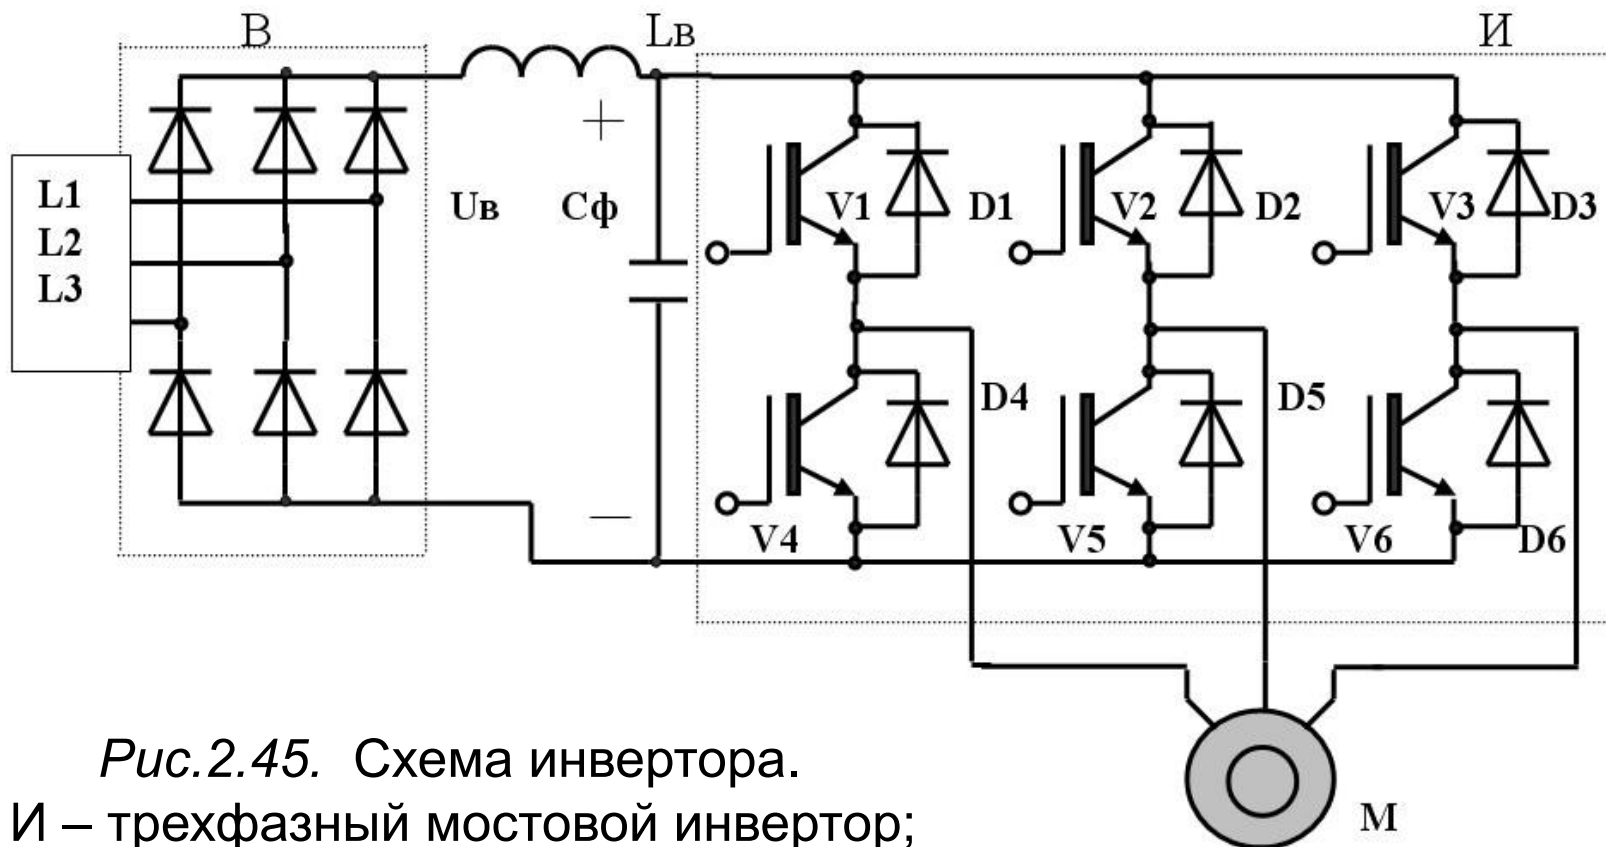 В Lв И
+
L1
L2
L3
Uв Сф V1 D1 V2 D2 V3 D3
D4 D5
—
V4 V5 V6 D6
Рис.2.45. Схема инвертора.
И – трехфазный мостовой инвертор;
М